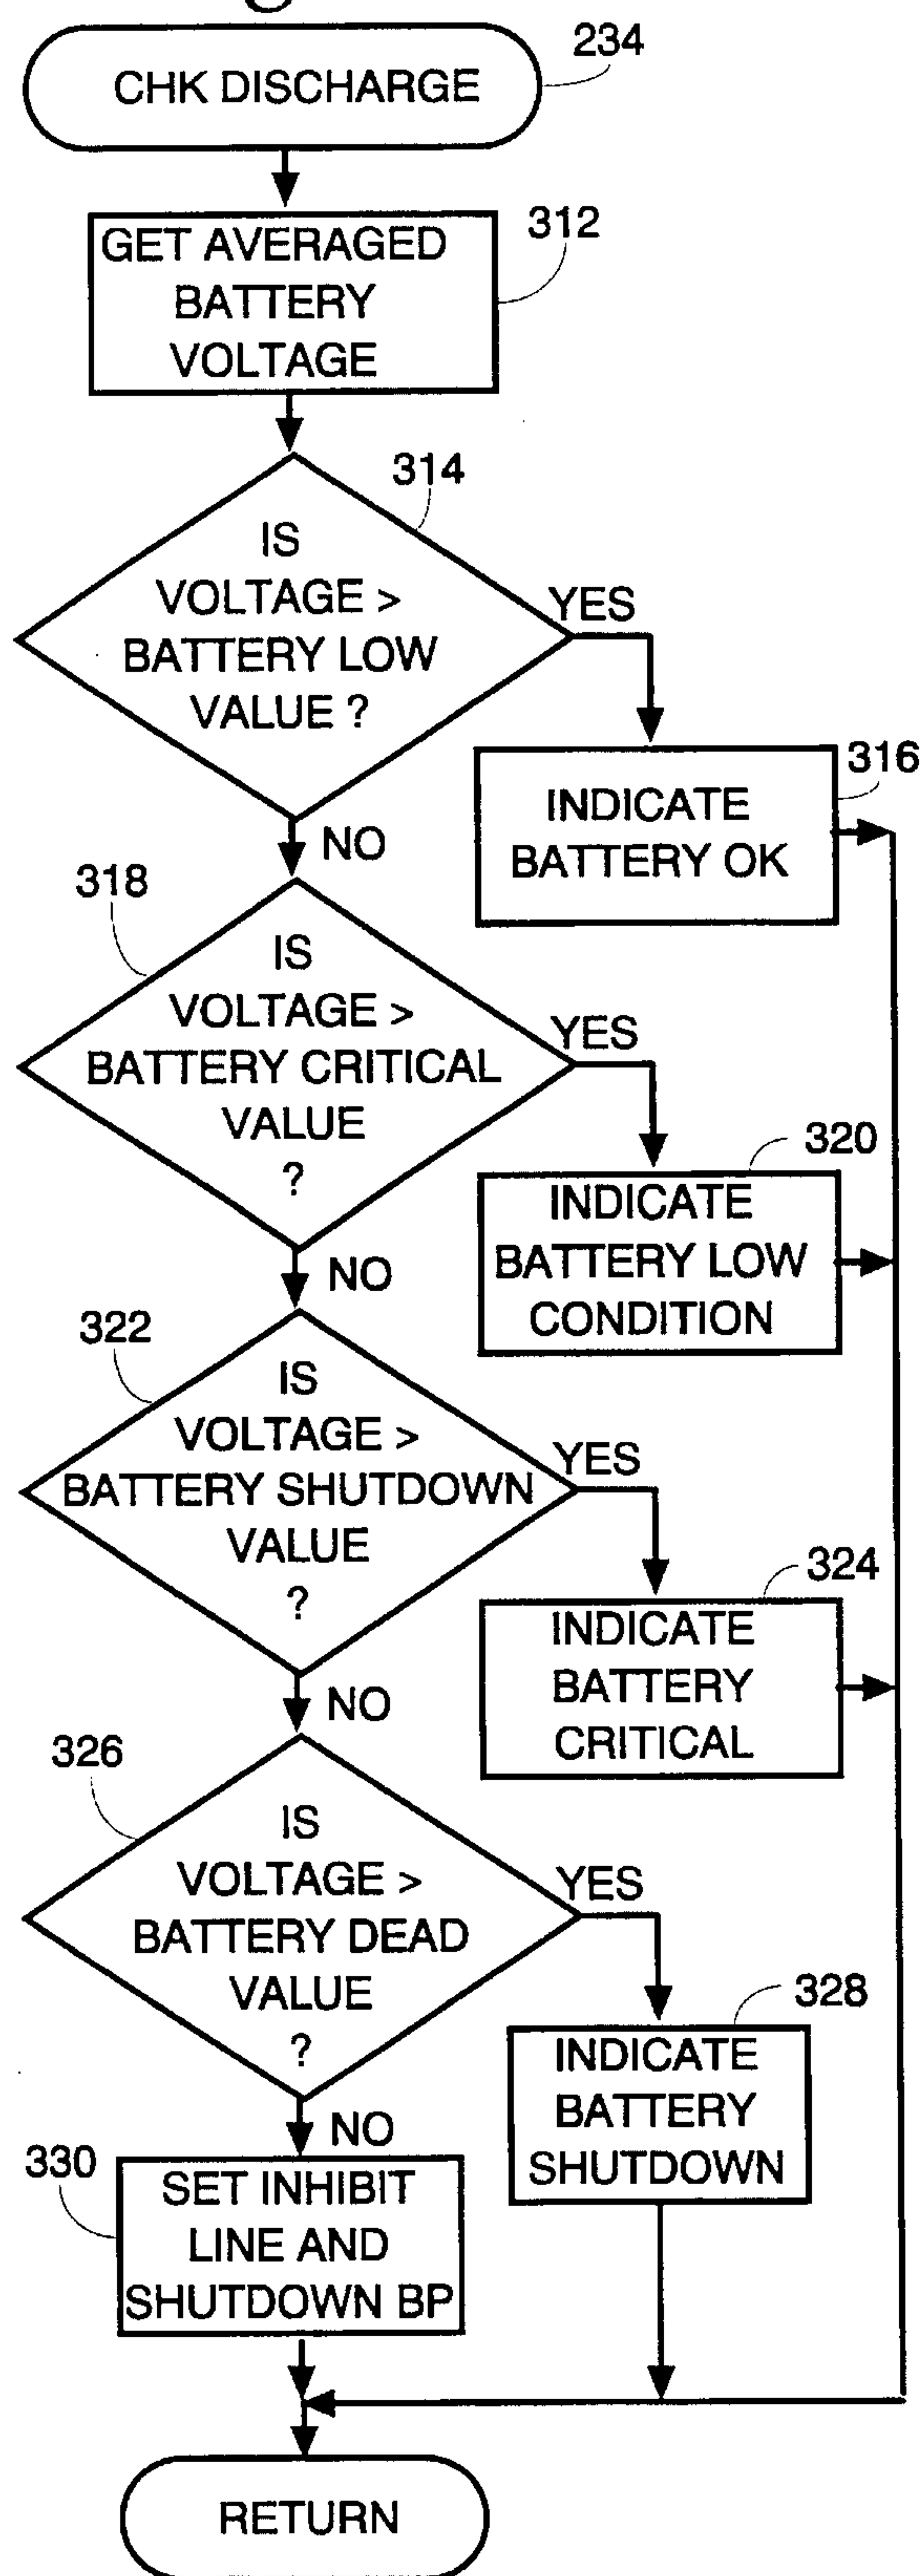 234
CHK DISCHARGE
312
GET AVERAGED
BATTERY
VOLTAGE
314
IS
VOLTAGE >
BATTERY LOW
VALUE ?
YES
316
INDICATE
BATTERY OK
NO
318
IS
VOLTAGE >
BATTERY CRITICAL
VALUE
?
YES
320
INDICATE
BATTERY LOW
CONDITION
NO
322
IS
VOLTAGE >
BATTERY SHUTDOWN
VALUE
?
YES
324
INDICATE
BATTERY
CRITICAL
NO
326
IS
VOLTAGE >
BATTERY DEAD
VALUE
?
YES
328
INDICATE
BATTERY
SHUTDOWN
NO
330
SET INHIBIT
LINE AND
SHUTDOWN BP
RETURN